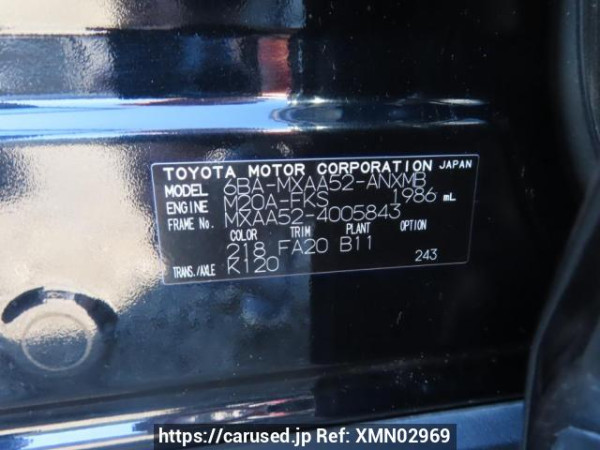 TOYOTA MOTOR CORPORATION JAPAN
MODEL 6BA-MXAA52-ANXMB
ENGINE M20A-FKS 1986 mL
FRAME No. MXAA52-4005843
COLOR TRIM PLANT OPTION
218 FA20 B11
TRANS./AXLE K120 243
https://carused.jp Ref: XMN02969